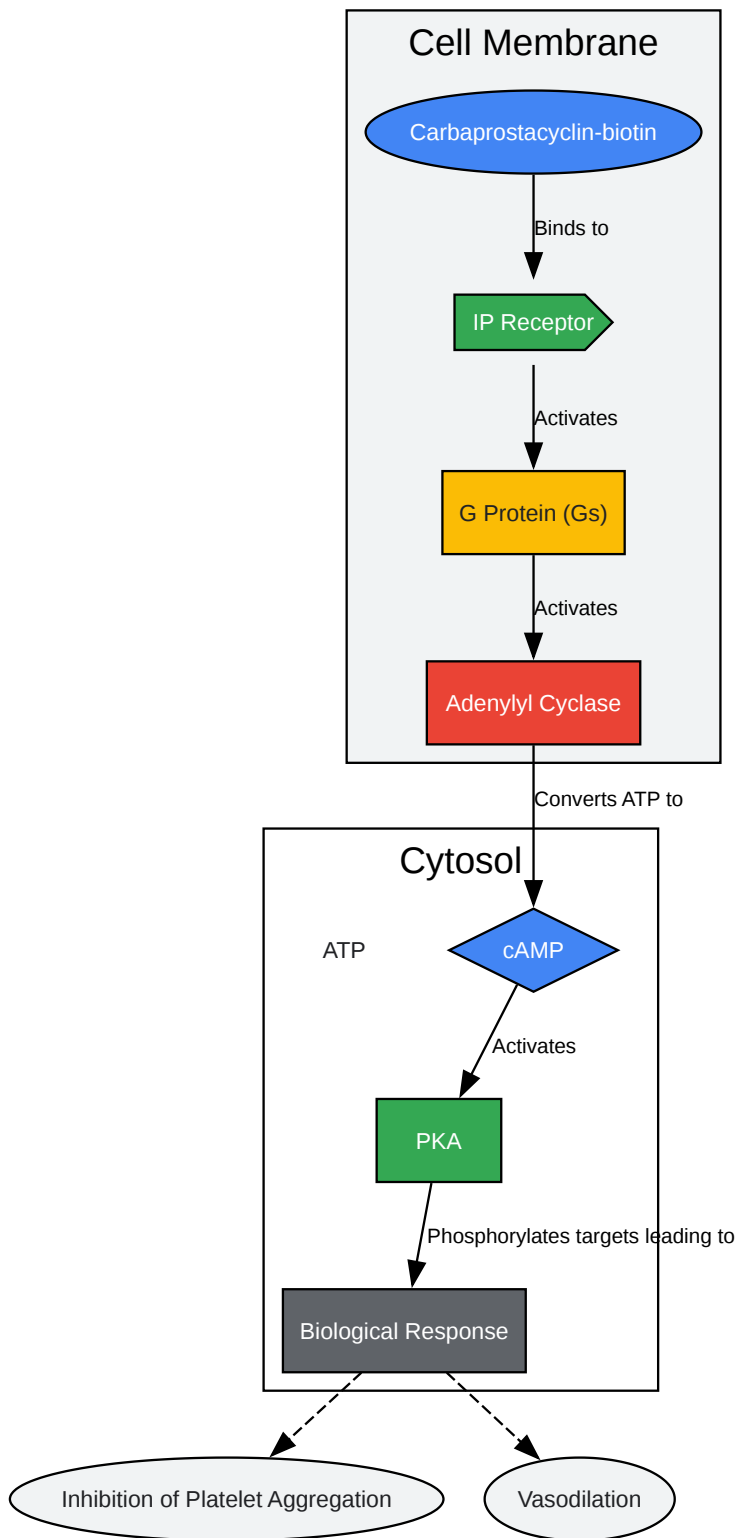 Cell Membrane
Carbaprostacyclin-biotin
Binds to
IP Receptor
Activates
G Protein (Gs)
Activates
Adenylyl Cyclase
Converts ATP to
Cytosol
ATP
cAMP
Activates
PKA
Phosphorylates targets leading to
Biological Response
Inhibition of Platelet Aggregation
Vasodilation